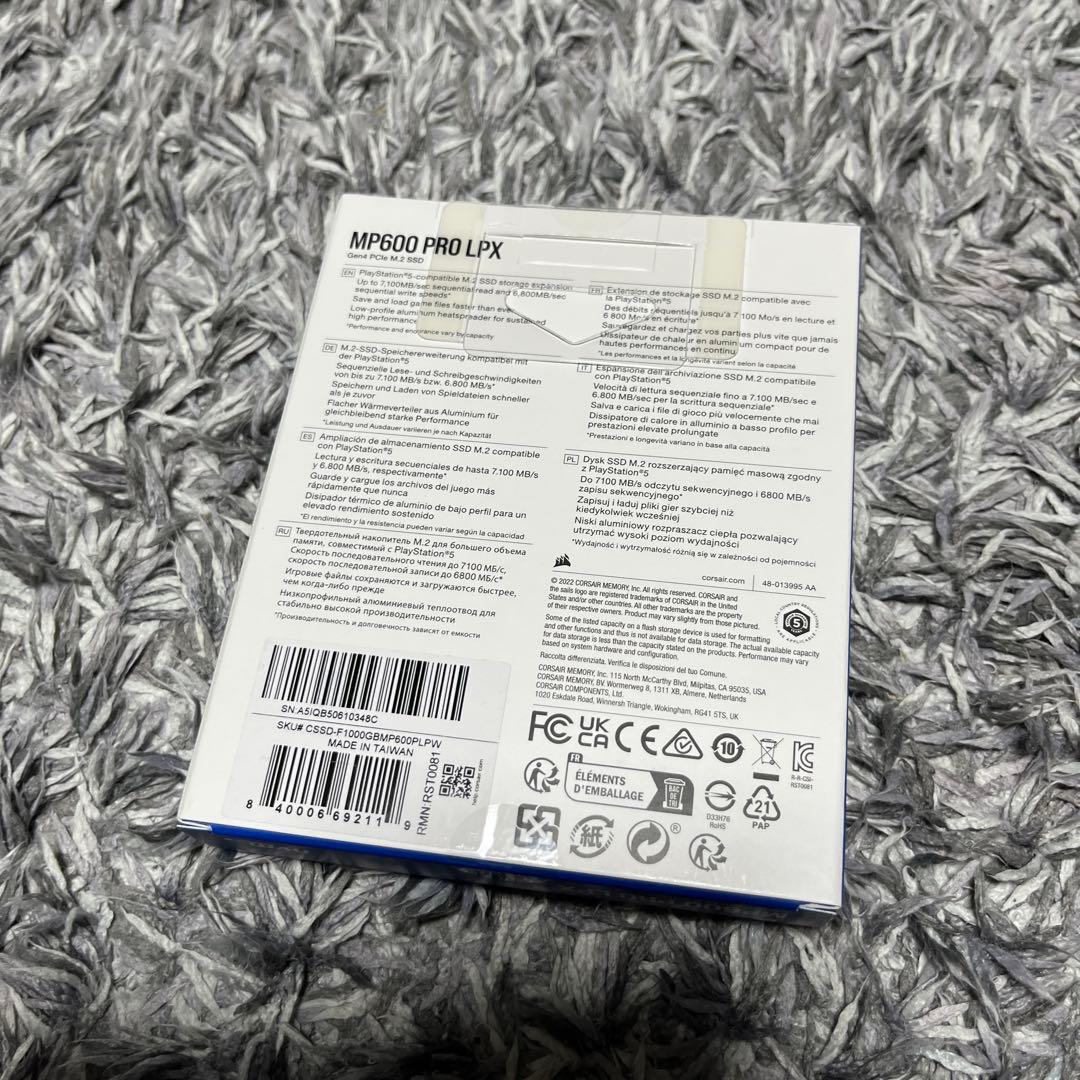 MP600 PRO LPX
Gen4 PCIe M.2 SSD
EN PlayStation®5-compatible M.2 SSD storage expansion
Up to 7,100MB/sec sequential read and 6,800MB/sec
sequential write speeds*
Save and load game files faster than ever
Low-profile aluminum heatspreader for sustained
high performance
*Performance and endurance vary by capacity
DE M.2-SSD-Speichererweiterung kompatibel mit
der PlayStation®5
Sequenzielle Lese- und Schreibgeschwindigkeiten
von bis zu 7.100 MB/s bzw. 6.800 MB/s*
Speichern und Laden von Spieldateien schneller
als je zuvor
Flacher Wärmeverteiler aus Aluminium für
gleichbleibend starke Performance
*Leistung und Ausdauer variieren je nach Kapazität
ES Ampliación de almacenamiento SSD M.2 compatible
con PlayStation®5
Lectura y escritura secuenciales de hasta 7.100 MB/s
y 6.800 MB/s, respectivamente*
Guarde y cargue los archivos del juego más
rápidamente que nunca
Disipador térmico de aluminio de bajo perfil para un
elevado rendimiento sostenido
*El rendimiento y la resistencia pueden variar según la capacidad
RU Твердотельный накопитель M.2 для большего объема
памяти, совместимый с PlayStation®5
Скорость последовательного чтения до 7100 МБ/с,
скорость последовательной записи до 6800 МБ/с*
Игровые файлы сохраняются и загружаются быстрее,
чем когда-либо прежде
Низкопрофильный алюминиевый теплоотвод для
стабильно высокой производительности
*Производительность и долговечность зависят от емкости
FR Extension de stockage SSD M.2 compatible avec
la PlayStation®5
Des débits séquentiels jusqu'à 7 100 Mo/s en lecture et
6 800 Mo/s en écriture*
Sauvegardez et chargez vos parties plus vite que jamais
Dissipateur de chaleur en aluminium compact pour de
hautes performances en continu
*Les performances et la longévité varient selon la capacité
IT Espansione dell'archiviazione SSD M.2 compatibile
con PlayStation®5
Velocità di lettura sequenziale fino a 7.100 MB/sec e
6.800 MB/sec per la scrittura sequenziale*
Salva e carica i file di gioco più velocemente che mai
Dissipatore di calore in alluminio a basso profilo per
prestazioni elevate prolungate
*Prestazioni e longevità variano in base alla capacità
PL Dysk SSD M.2 rozszerzający pamięć masową zgodny
z PlayStation®5
Do 7100 MB/s odczytu sekwencyjnego i 6800 MB/s
zapisu sekwencyjnego*
Zapisuj i ładuj pliki gier szybciej niż
kiedykolwiek wcześniej
Niski aluminiowy rozpraszacz ciepła pozwalający
utrzymać wysoki poziom wydajności
*Wydajność i wytrzymałość różnią się w zależności od pojemności
corsair.com 48-013995 AA
© 2022 CORSAIR MEMORY, Inc. All rights reserved. CORSAIR and
the sails logo are registered trademarks of CORSAIR in the United
States and/or other countries. All other trademarks are the property
of their respective owners. Product may vary slightly from those pictured.
Some of the listed capacity on a flash storage device is used for formatting
and other functions and thus is not available for data storage. The actual available capacity
for data storage is less than the capacity stated on the products. Performance may vary
based on system hardware and configuration.
Raccolta differenziata. Verifica le disposizioni del tuo Comune.
CORSAIR MEMORY, Inc. 115 North McCarthy Blvd, Milpitas, CA 95035, USA
CORSAIR MEMORY, BV. Wormerweg 8, 1311 XB, Almere, Netherlands
CORSAIR COMPONENTS, Ltd.
1020 Eskdale Road, Winnersh Triangle, Wokingham, RG41 5TS, UK
5
FC UK CA CE 10
R-R-CSI-
RST0081
FR
ÉLÉMENTS
D'EMBALLAGE
BAC
DE
TRI
D33H76
RoHS
21
PAP
紙
®
SN:A5IQB50610348C
SKU# CSSD-F1000GBMP600PLPW
MADE IN TAIWAN
8 40006 69211 9
RMN:RST0081
help.corsair.com